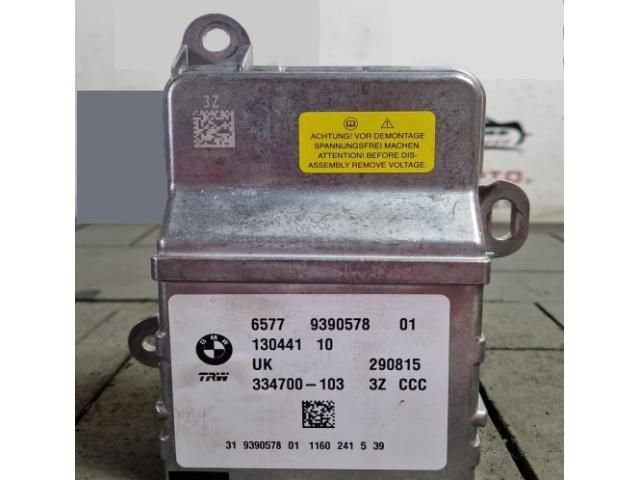 3Z
ACHTUNG! VOR DEMONTAGE
SPANNUNGSFREI MACHEN.
ATTENTION! BEFORE DIS-
ASSEMBLY REMOVE VOLTAGE.
6577 9390578 01
BMW 130441 10
UK 290815
TRW 334700-103 3Z CCC
31 9390578 01 1160 241 5 39